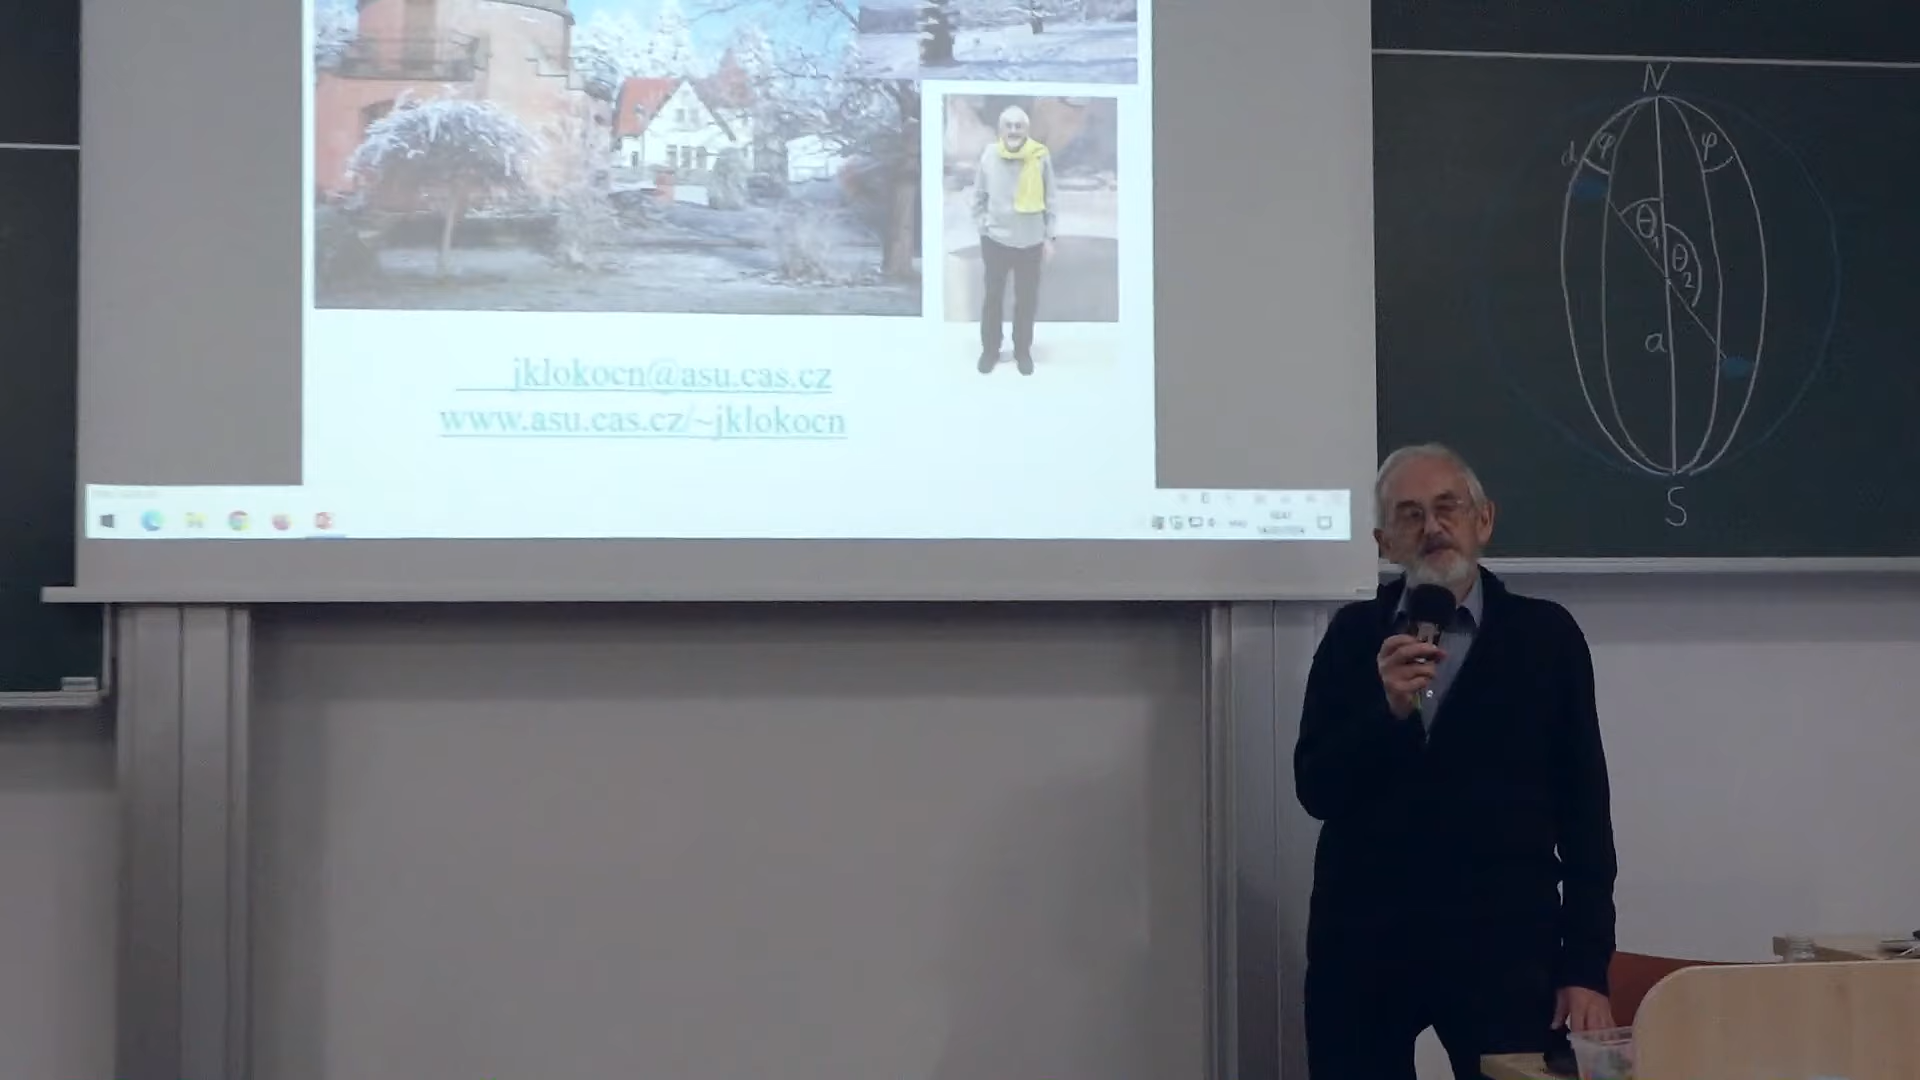 jklokocn@asu.cas.cz
www.asu.cas.cz/~jklokocn
N
d φ φ
θ1
θ2
a
S